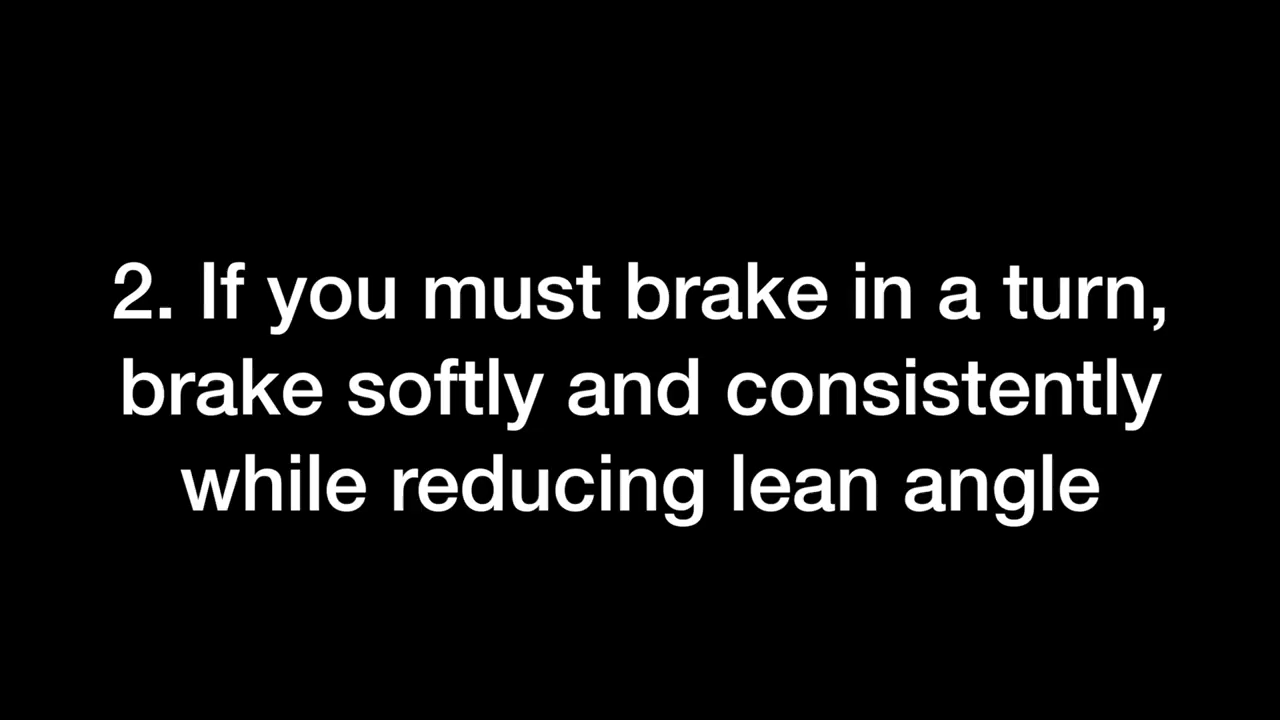 2. If you must brake in a turn,
brake softly and consistently
while reducing lean angle